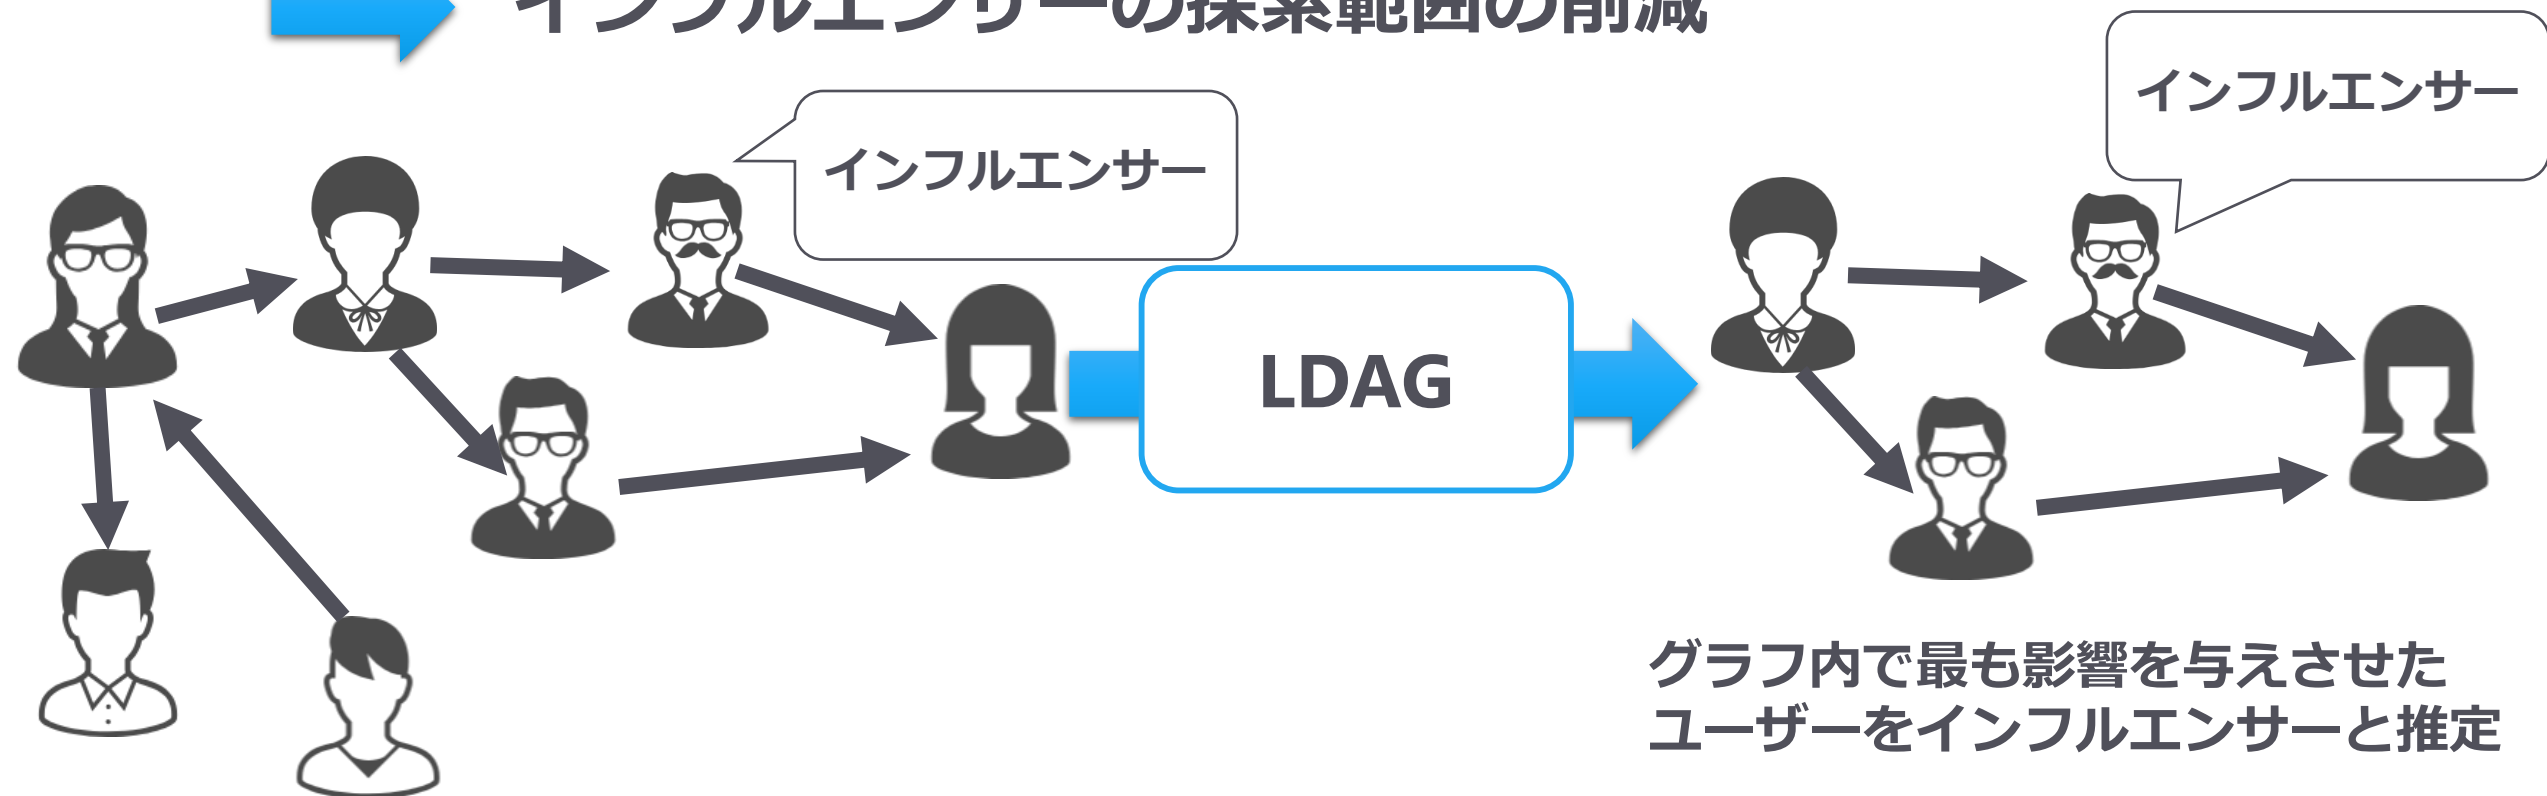 インフルエンサーの探索範囲の削減
インフルエンサー
インフルエンサー
LDAG
グラフ内で最も影響を与えさせた
ユーザーをインフルエンサーと推定